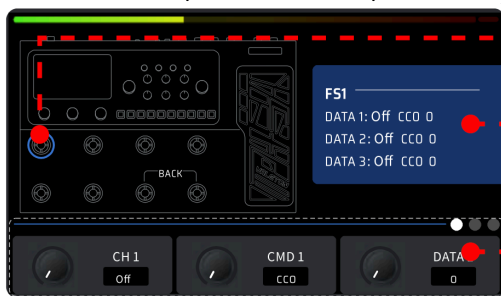 FS1
DATA 1: Off CC0 0
DATA 2: Off CC0 0
DATA 3: Off CC0 0
BACK
CH 1
Off
CMD 1
CC0
DATA
0